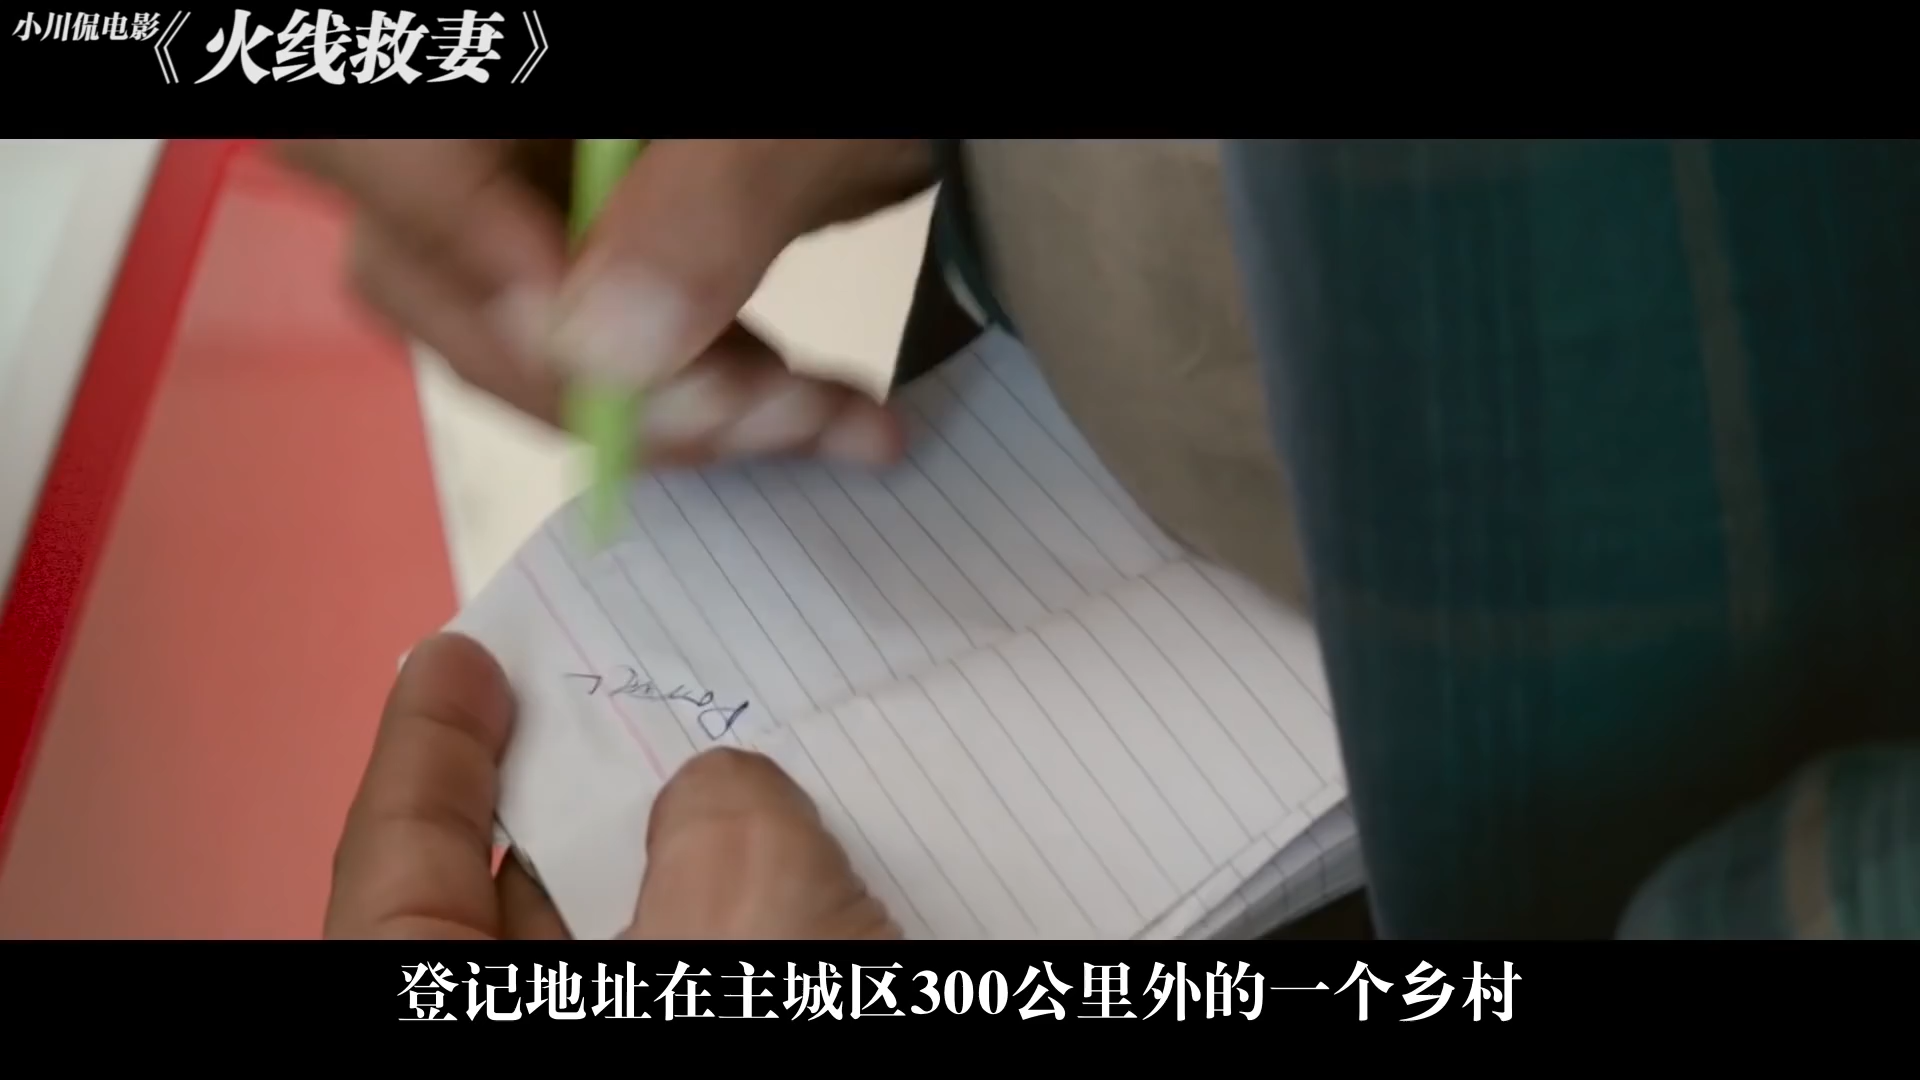 小川侃电影
《火线救妻》
登记地址在主城区300公里外的一个乡村